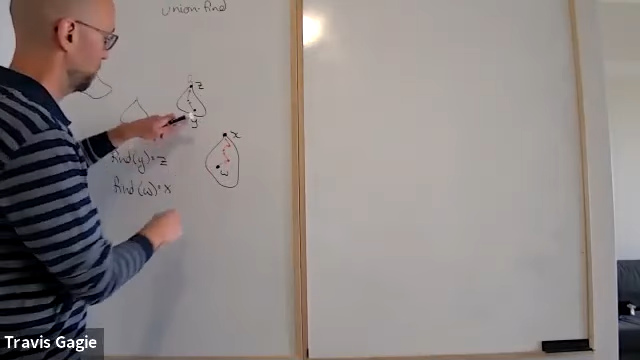 union-find
z
y
x
find(y)=z
w
find(w)=x
Travis Gagie